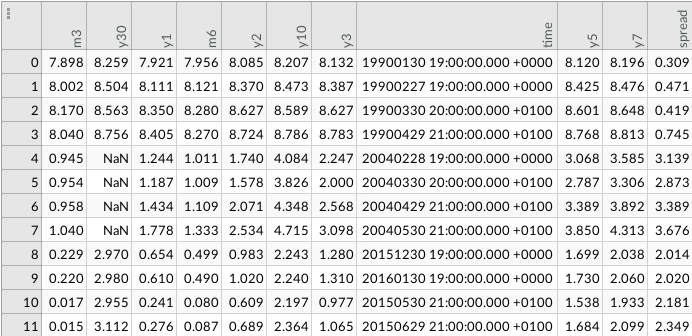 m3 y30 y1 m6 y2 y10 y3 time y5 y7 spread
0 7.898 8.259 7.921 7.956 8.085 8.207 8.132 19900130 19:00:00.000 +0000 8.120 8.196 0.309
1 8.002 8.504 8.111 8.121 8.370 8.473 8.387 19900227 19:00:00.000 +0000 8.425 8.476 0.471
2 8.170 8.563 8.350 8.280 8.627 8.589 8.627 19900330 20:00:00.000 +0100 8.601 8.648 0.419
3 8.040 8.756 8.405 8.270 8.724 8.786 8.783 19900429 21:00:00.000 +0100 8.768 8.813 0.745
4 0.945 NaN 1.244 1.011 1.740 4.084 2.247 20040228 19:00:00.000 +0000 3.068 3.585 3.139
5 0.954 NaN 1.187 1.009 1.578 3.826 2.000 20040330 20:00:00.000 +0100 2.787 3.306 2.873
6 0.958 NaN 1.434 1.109 2.071 4.348 2.568 20040429 21:00:00.000 +0100 3.389 3.892 3.389
7 1.040 NaN 1.778 1.333 2.534 4.715 3.098 20040530 21:00:00.000 +0100 3.850 4.313 3.676
8 0.229 2.970 0.654 0.499 0.983 2.243 1.280 20151230 19:00:00.000 +0000 1.699 2.038 2.014
9 0.220 2.980 0.610 0.490 1.020 2.240 1.310 20160130 19:00:00.000 +0000 1.730 2.060 2.020
10 0.017 2.955 0.241 0.080 0.609 2.197 0.977 20150530 21:00:00.000 +0100 1.538 1.933 2.181
11 0.015 3.112 0.276 0.087 0.689 2.364 1.065 20150629 21:00:00.000 +0100 1.684 2.099 2.349